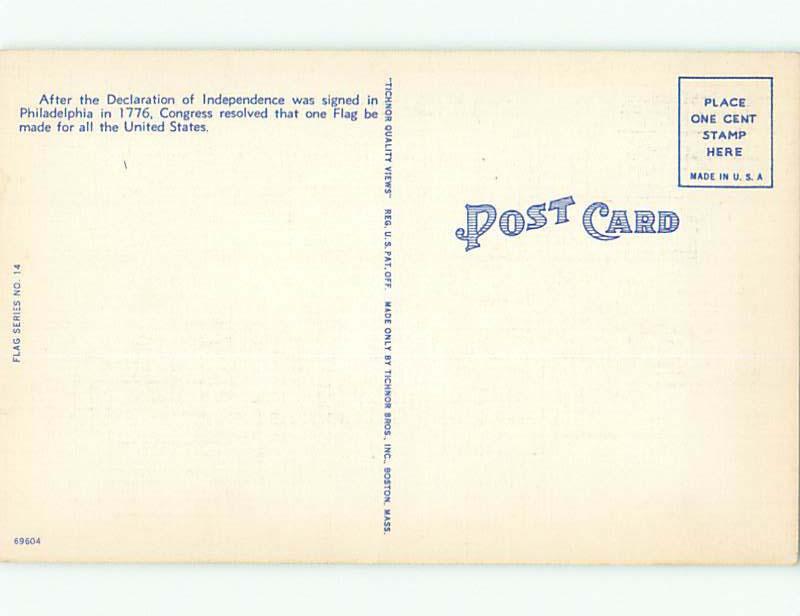 After the Declaration of Independence was signed in
Philadelphia in 1776, Congress resolved that one Flag be
made for all the United States.
FLAG SERIES NO. 14
69604
"TICHNOR QUALITY VIEWS" REG. U. S. PAT. OFF. MADE ONLY BY TICHNOR BROS., INC., BOSTON, MASS.
PLACE
ONE CENT
STAMP
HERE
MADE IN U. S. A
POST CARD